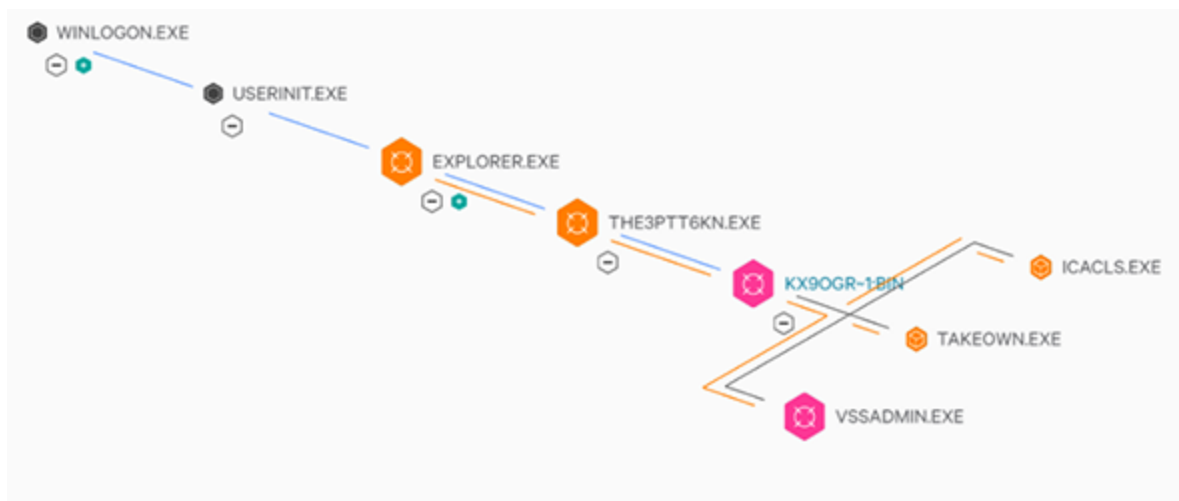 WINLOGON.EXE
USERINIT.EXE
EXPLORER.EXE
THE3PTT6KN.EXE
KX9OGR~1:BIN
ICACLS.EXE
TAKEOWN.EXE
VSSADMIN.EXE